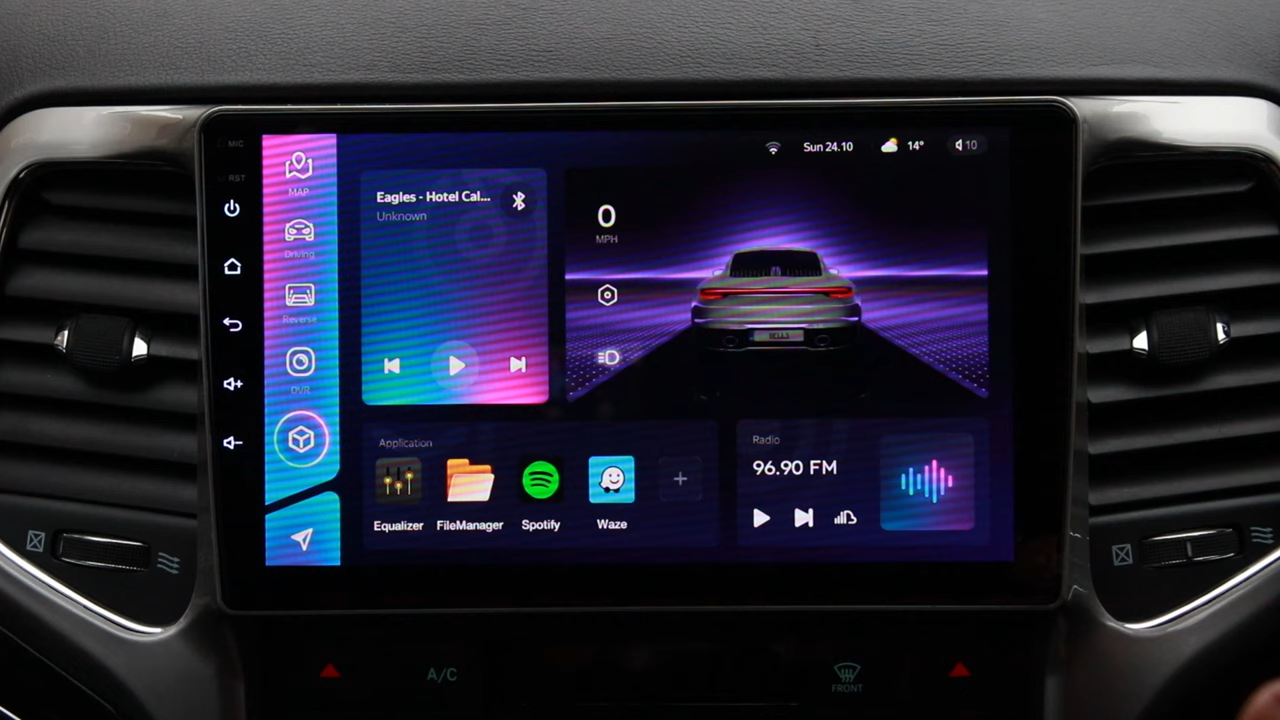 MIC
RST
MAP
Driving
Reverse
DVR
Sun 24.10
14°
10
Eagles - Hotel Cal...
Unknown
0
MPH
Application
Equalizer
FileManager
Spotify
Waze
Radio
96.90 FM
A/C
FRONT